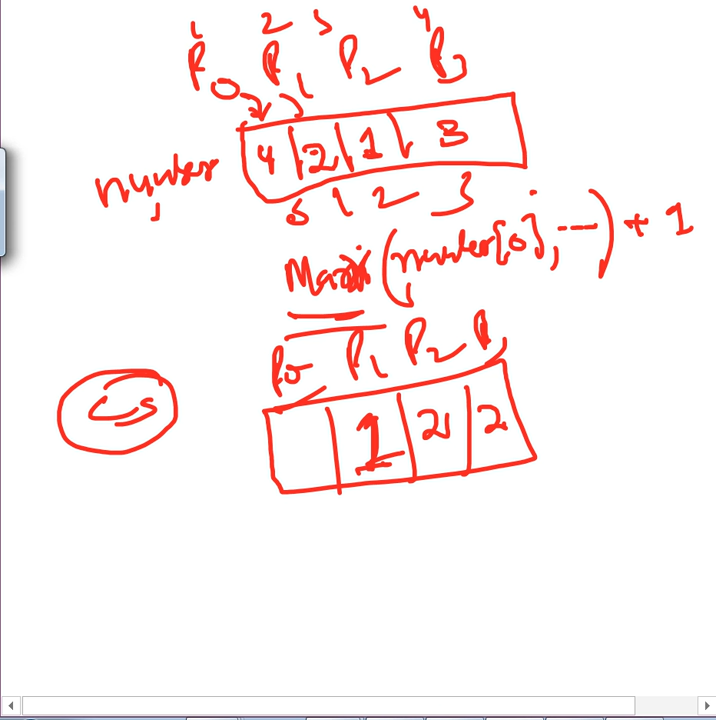 1 2 3 4
P0 P1 P2 P3
number 4 2 1 3
0 1 2 3
Max (number[0], ---) + 1
P0 P1 P2
CS 1 2 2